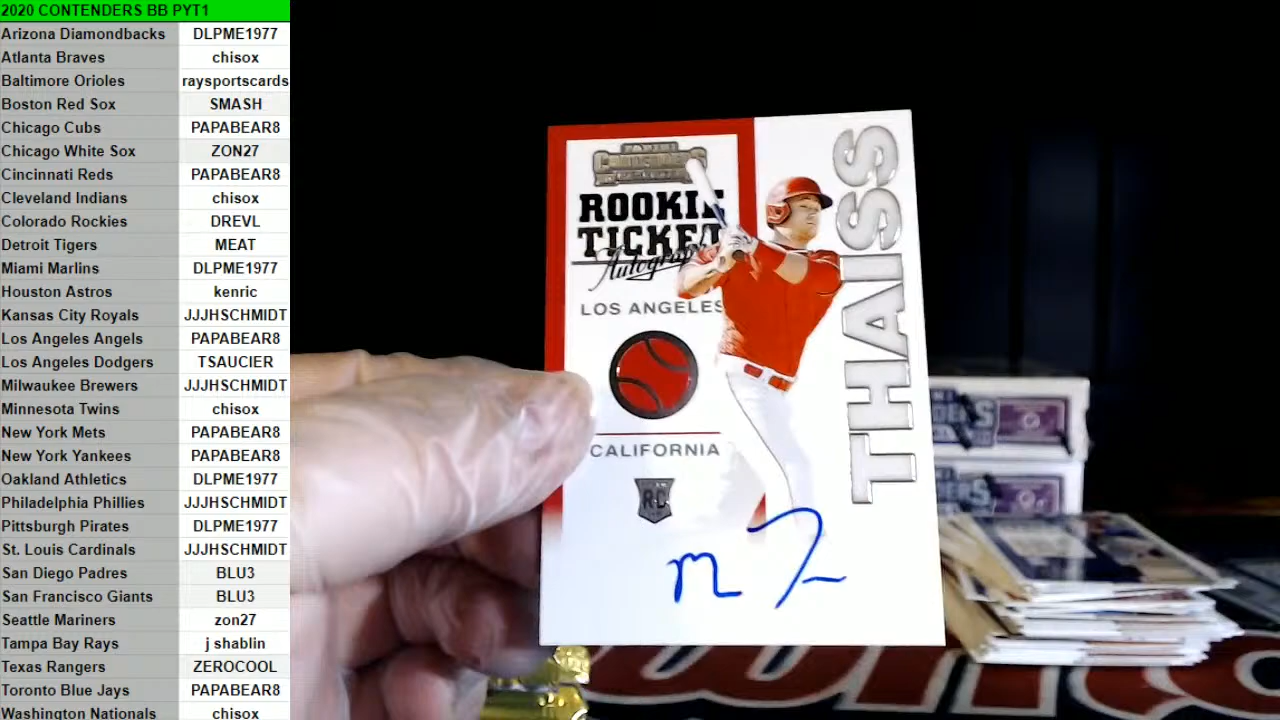 2020 CONTENDERS BB PYT1
Arizona Diamondbacks DLPME1977
Atlanta Braves chisox
Baltimore Orioles raysportscards
Boston Red Sox SMASH
Chicago Cubs PAPABEAR8
Chicago White Sox ZON27
Cincinnati Reds PAPABEAR8
Cleveland Indians chisox
Colorado Rockies DREVL
Detroit Tigers MEAT
Miami Marlins DLPME1977
Houston Astros kenric
Kansas City Royals JJJHSCHMIDT
Los Angeles Angels PAPABEAR8
Los Angeles Dodgers TSAUCIER
Milwaukee Brewers JJJHSCHMIDT
Minnesota Twins chisox
New York Mets PAPABEAR8
New York Yankees PAPABEAR8
Oakland Athletics DLPME1977
Philadelphia Phillies JJJHSCHMIDT
Pittsburgh Pirates DLPME1977
St. Louis Cardinals JJJHSCHMIDT
San Diego Padres BLU3
San Francisco Giants BLU3
Seattle Mariners zon27
Tampa Bay Rays j shablin
Texas Rangers ZEROCOOL
Toronto Blue Jays PAPABEAR8
Washington Nationals chisox
PANINI
CONTENDERS
ROOKIE
TICKET
Autograph
LOS ANGELES
CALIFORNIA
RC
THAISS